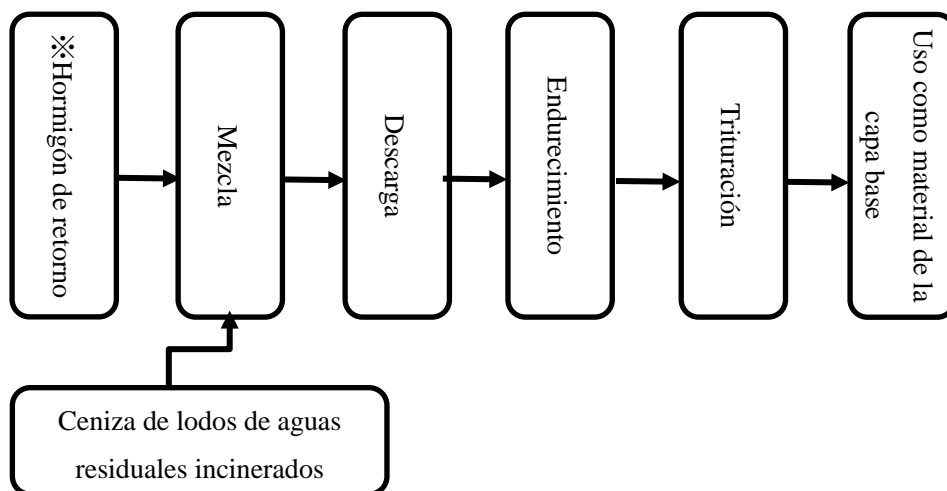 ※Hormigón de retorno
Mezcla
Descarga
Endurecimiento
Trituración
Uso como material de la
capa base
Ceniza de lodos de aguas
residuales incinerados